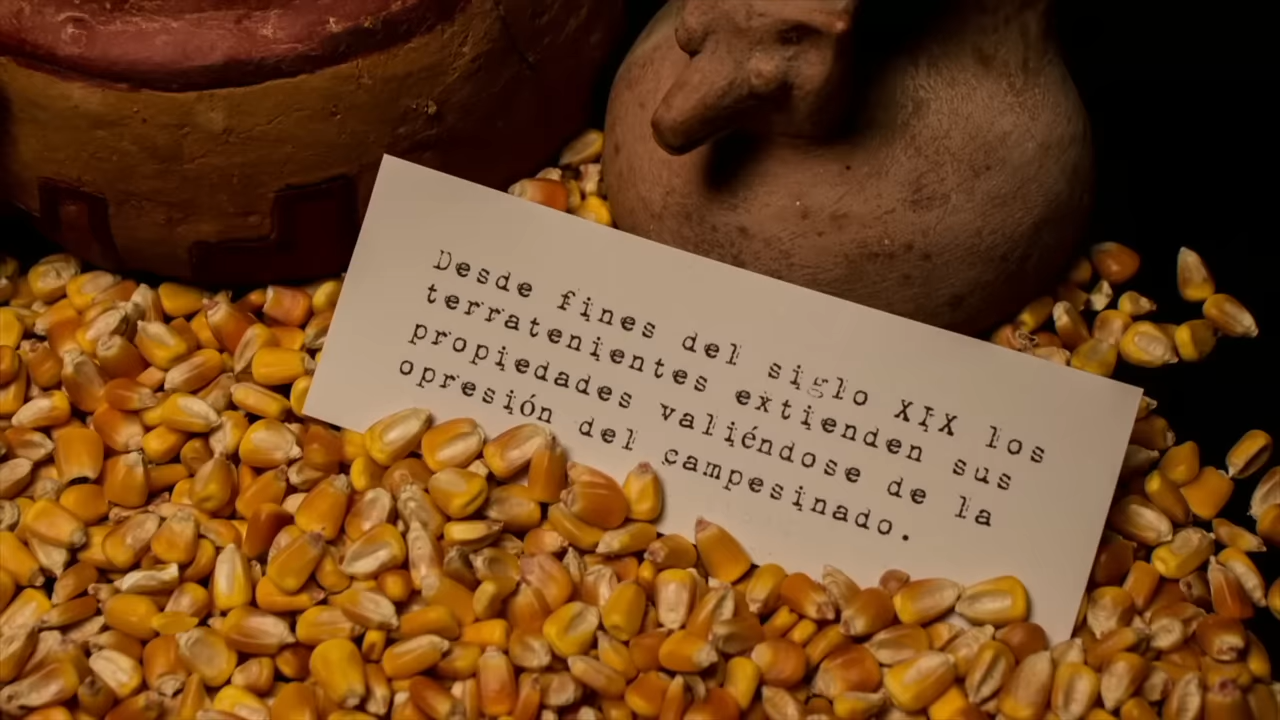 Desde fines del siglo XIX los
terratenientes extienden sus
propiedades valiéndose de la
opresión del campesinado.